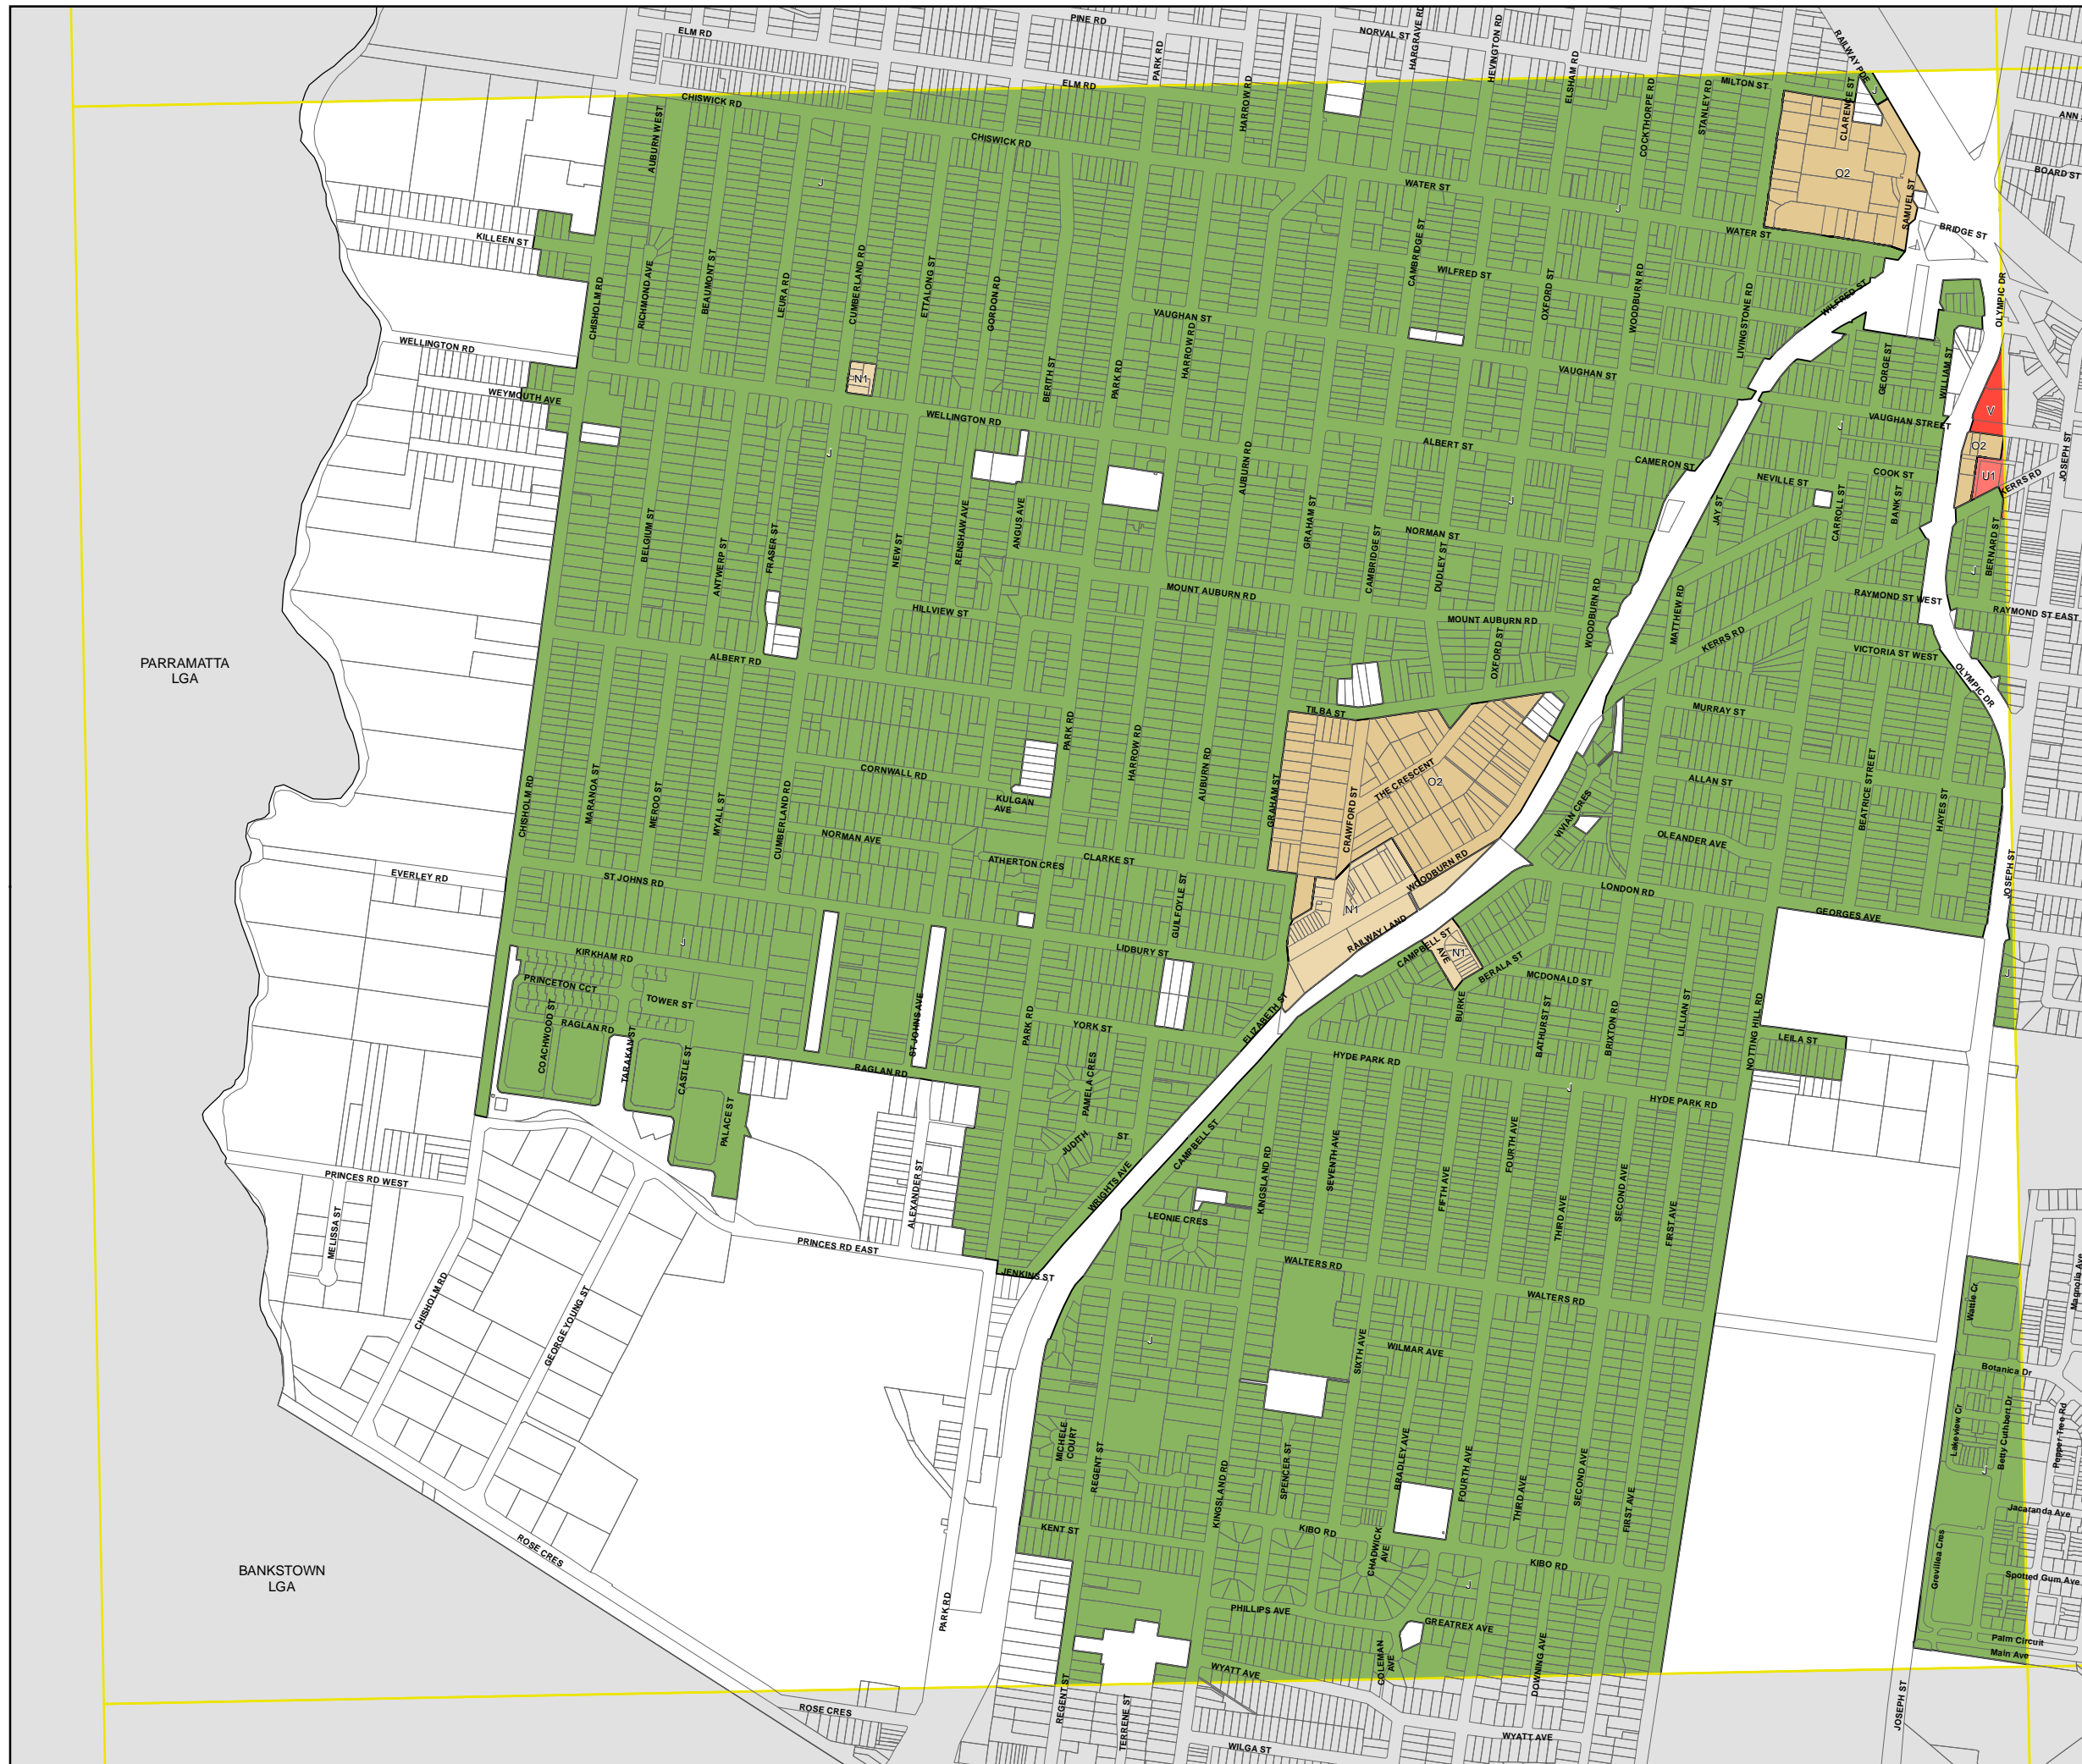 PINE RD
ELM RD
NORVAL ST
HARGRAVE RD
HEVINGTON RD
RAILWAY PDE
PARK RD
ELM RD
HARROW RD
ELSHAM RD
COCKTHORPE RD
STANLEY RD
MILTON ST
CLARENCE ST
J
CHISWICK RD
AUBURN WEST
CHISWICK RD
BOARD ST
O2
J
WATER ST
J
SAMUEL ST
WATER ST
BRIDGE ST
KILLEEN ST
CHISHOLM RD
RICHMOND AVE
BEAUMONT ST
LEURA RD
CUMBERLAND RD
ETTALONG ST
GORDON RD
CAMBRIDGE ST
WILFRED ST
OXFORD ST
WOODBURN RD
LIVINGSTONE RD
WILFRED ST
OLYMPIC DR
VAUGHAN ST
HARROW RD
WELLINGTON RD
WEYMOUTH AVE
N1
BERITH ST
PARK RD
VAUGHAN ST
GEORGE ST
WILLIAM ST
V
VAUGHAN STREET
WELLINGTON RD
J
J
ALBERT ST
CAMERON ST
O2
U1
KERRS RD
JOSEPH ST
AUBURN RD
NEVILLE ST
COOK ST
BELGIUM ST
ANTWERP ST
FRASER ST
NEW ST
RENSHAW AVE
ANGUS AVE
GRAHAM ST
CAMBRIDGE ST
NORMAN ST
DUDLEY ST
J
JAY ST
CARROLL ST
BANK ST
BERNARD ST
J
HILLVIEW ST
MOUNT AUBURN RD
MOUNT AUBURN RD
OXFORD ST
WOODBURN RD
MATTHEW RD
KERRS RD
RAYMOND ST WEST
RAYMOND ST EAST
VICTORIA ST WEST
OLYMPIC DR
PARRAMATTA
LGA
ALBERT RD
TILBA ST
MURRAY ST
CHISHOLM RD
MARANOA ST
MEROO ST
MYALL ST
CUMBERLAND RD
CORNWALL RD
KULGAN
AVE
PARK RD
HARROW RD
AUBURN RD
GRAHAM ST
CRAWFORD ST
THE CRESCENT
O2
VIVIAN CRES
ALLAN ST
BEATRICE STREET
HAYES ST
NORMAN AVE
ATHERTON CRES
CLARKE ST
OLEANDER AVE
EVERLEY RD
ST JOHNS RD
GUILFOYLE ST
WOODBURN RD
N1
RAILWAY LAND
LONDON RD
GEORGES AVE
JOSEPH ST
J
KIRKHAM RD
LIDBURY ST
CAMPBELL ST
AVE
N1
BERALA ST
MCDONALD ST
J
PRINCETON CCT
TOWER ST
RAGLAN RD
COACHWOOD ST
TARAKAN ST
CASTLE ST
PALACE ST
ST JOHNS AVE
RAGLAN RD
PARK RD
YORK ST
PAMELA CRES
ELIZABETH ST
BURKE
BATHURST ST
BRIXTON RD
LILLIAN ST
NOTTING HILL RD
LEILA ST
HYDE PARK RD
J
HYDE PARK RD
JUDITH
ST
WRIGHTS AVE
CAMPBELL ST
KINGSLAND RD
SEVENTH AVE
FIFTH AVE
FOURTH AVE
THIRD AVE
SECOND AVE
FIRST AVE
PRINCES RD WEST
MELISSA ST
ALEXANDER ST
PRINCES RD EAST
LEONIE CRES
JENKINS ST
WALTERS RD
WALTERS RD
CHISHOLM RD
GEORGE YOUNG ST
J
SIXTH AVE
WILMAR AVE
Wattle Cr
Magnolia Ave
Botanica Dr
MICHELE
COURT
REGENT ST
KINGSLAND RD
SPENCER ST
BRADLEY AVE
FOURTH AVE
THIRD AVE
SECOND AVE
FIRST AVE
Lakeview Cr
Betty Cuthbert Dr
Pepper Tree Rd
J
Jacaranda Ave
ROSE CRES
KENT ST
KIBO RD
CHADWICK
AVE
KIBO RD
J
Grevillea Cres
Spotted Gum Ave
BANKSTOWN
LGA
PARK RD
PHILLIPS AVE
GREATREX AVE
COLEMAN
AVE
DOWNING AVE
Palm Circuit
Main Ave
WYATT AVE
REGENT ST
TERRENE ST
ROSE CRES
WILGA ST
WYATT AVE
JOSEPH ST